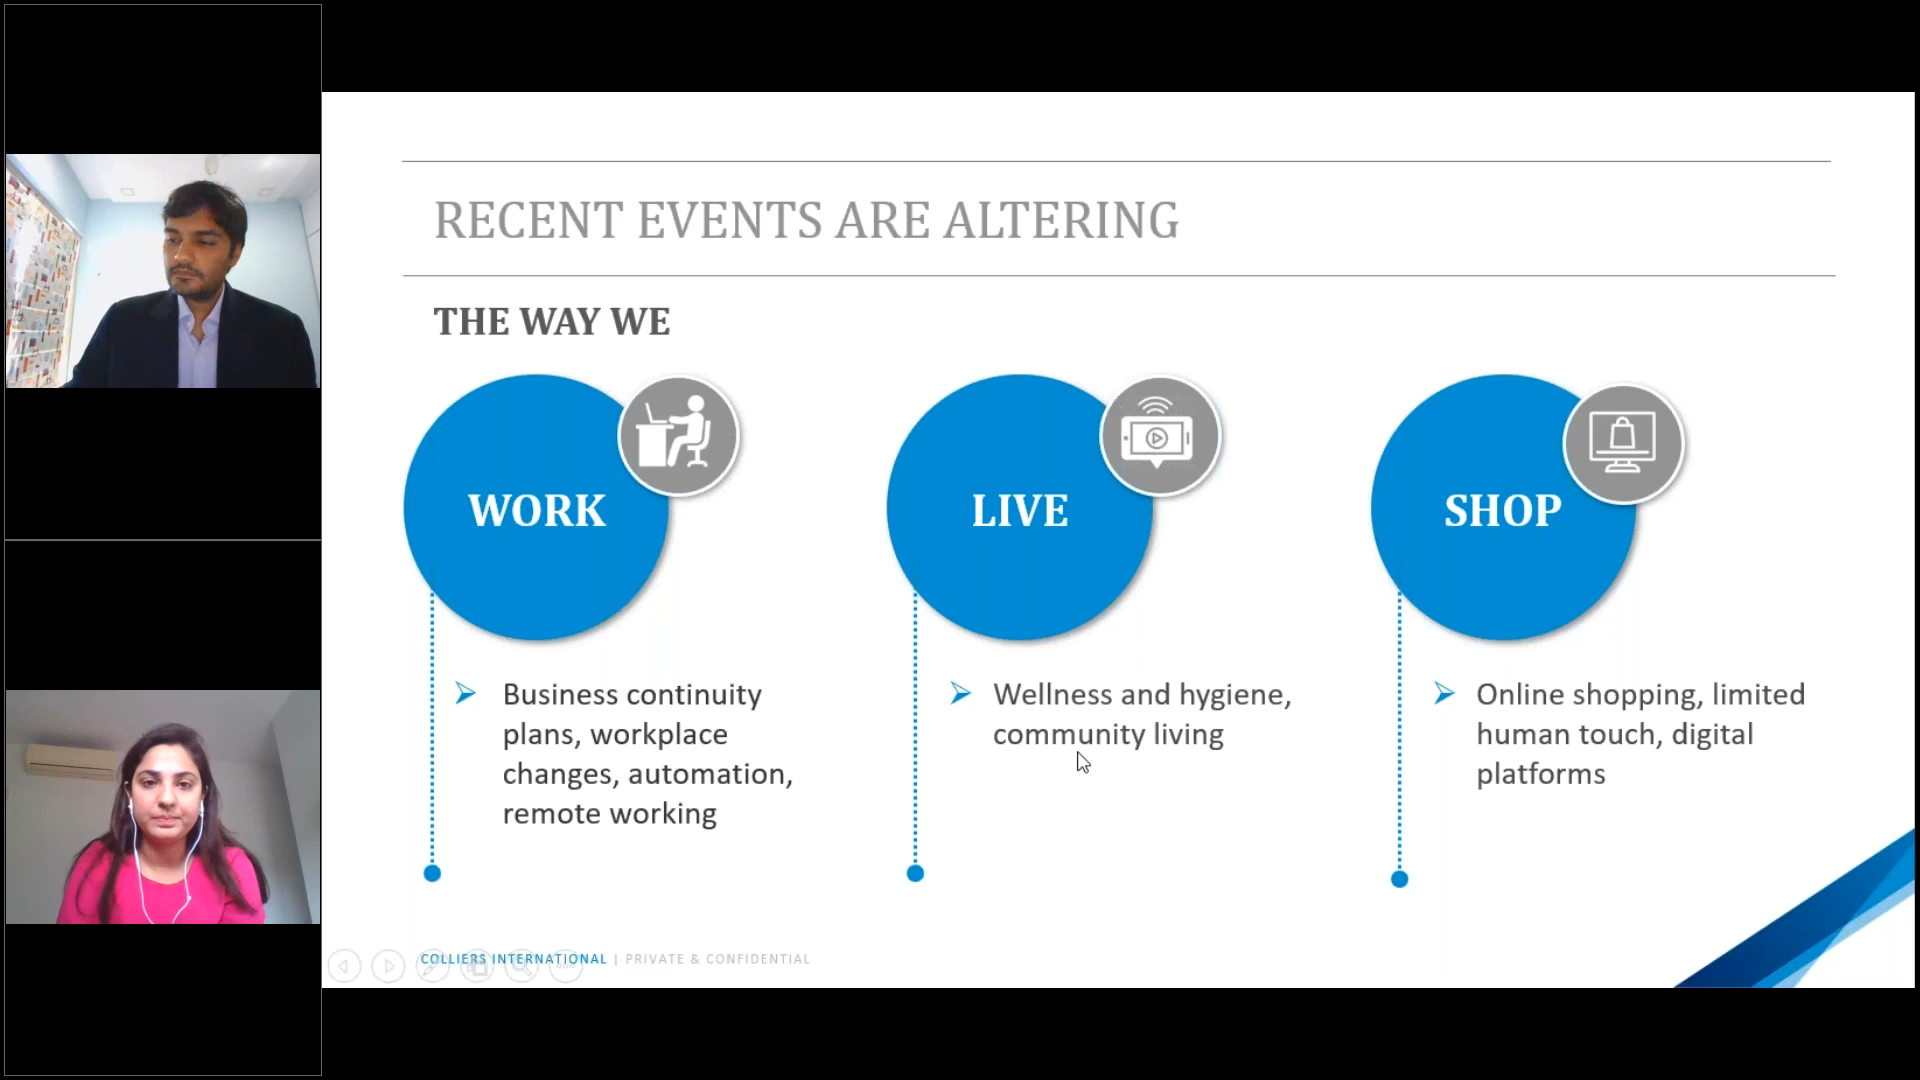 RECENT EVENTS ARE ALTERING
THE WAY WE
WORK
LIVE
SHOP
Business continuity
plans, workplace
changes, automation,
remote working
Wellness and hygiene,
community living
Online shopping, limited
human touch, digital
platforms
COLLIERS INTERNATIONAL | PRIVATE & CONFIDENTIAL